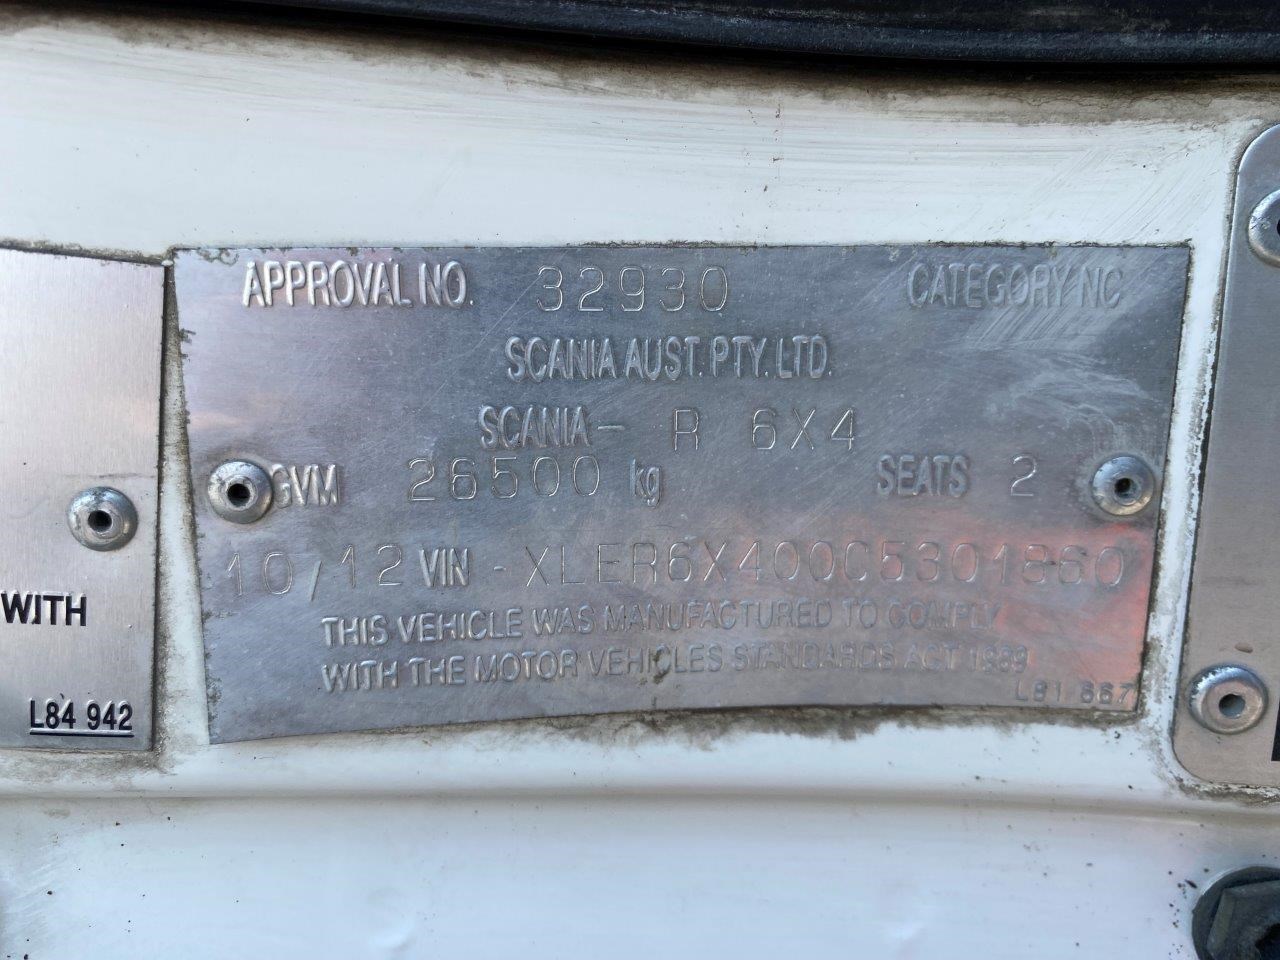 APPROVAL NO. 32930 CATEGORY NC
SCANIA AUST. PTY. LTD.
SCANIA - R 6X4
GVM 26500 kg SEATS 2
10/12 VIN - XLER6X400C5301860
THIS VEHICLE WAS MANUFACTURED TO COMPLY
WITH THE MOTOR VEHICLES STANDARDS ACT 1989
L81 667
WITH
L84 942